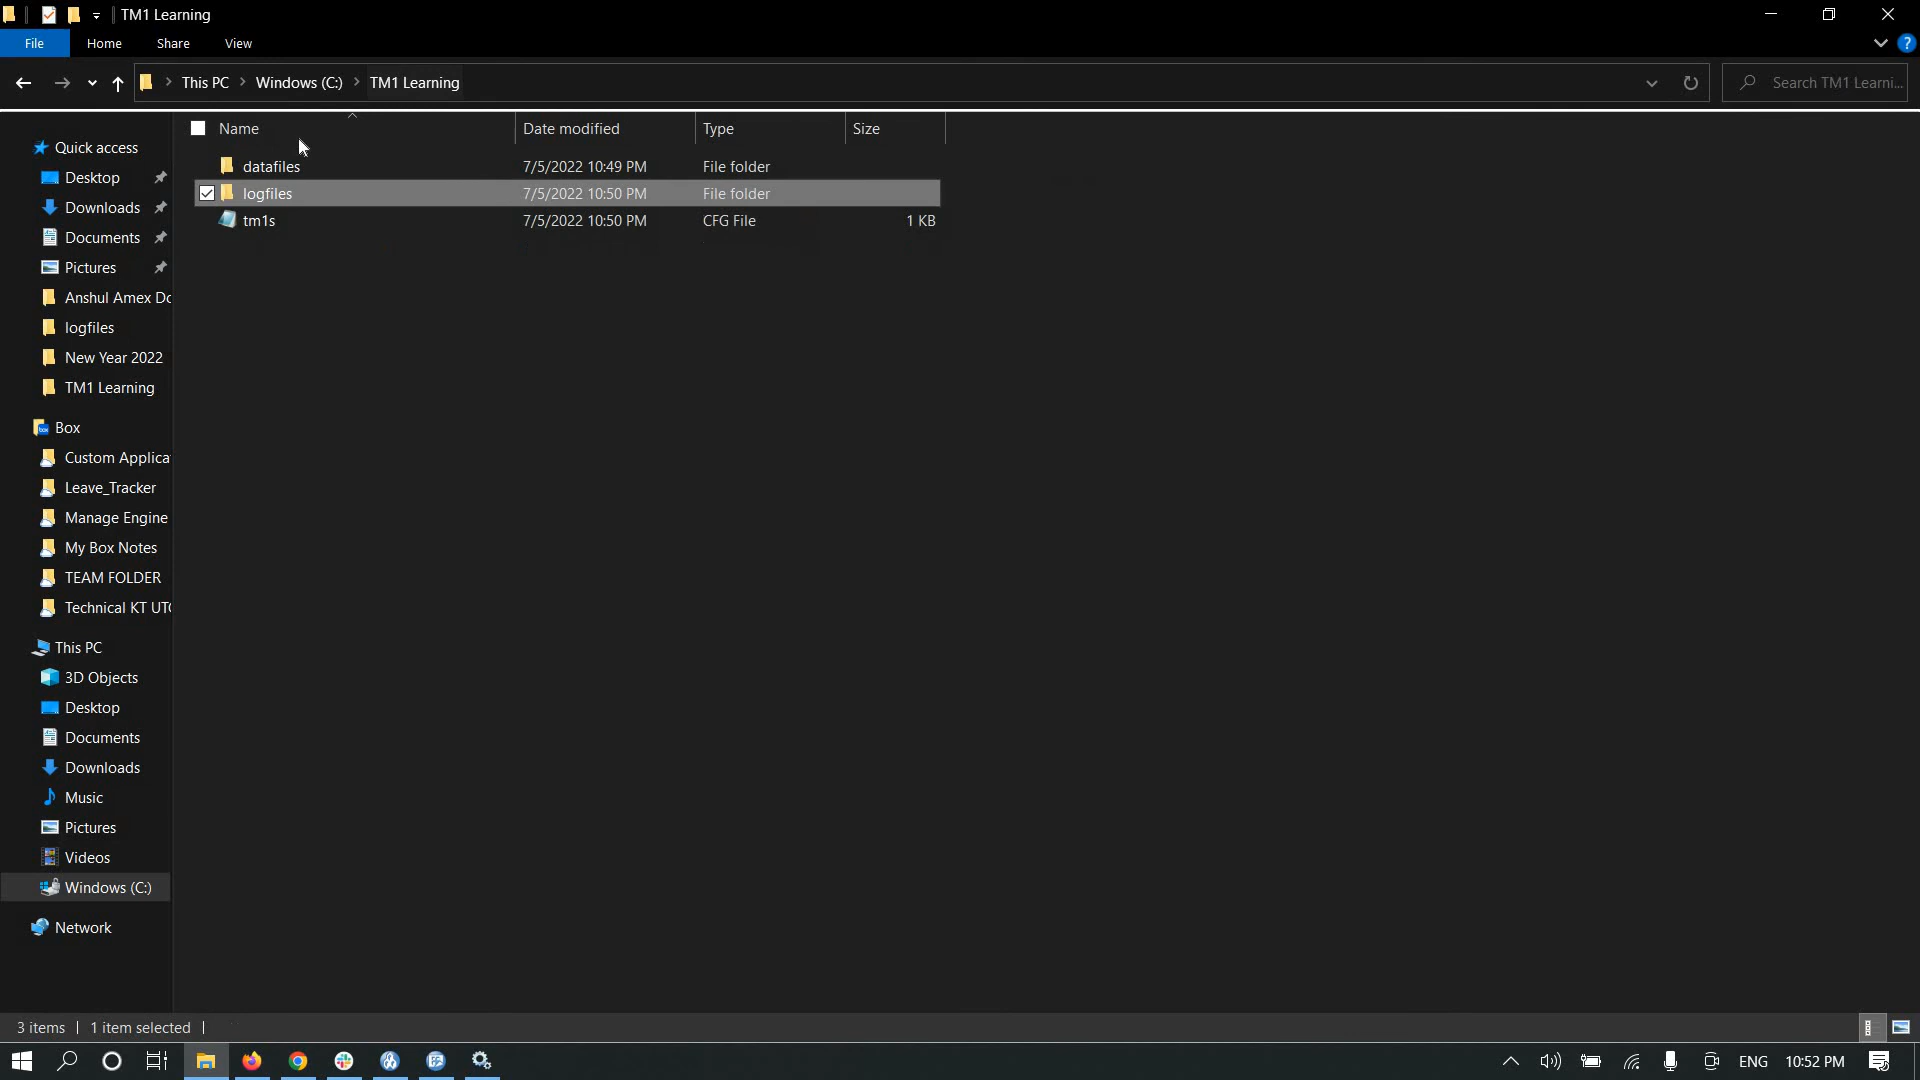 TM1 Learning
File Home Share View
This PC Windows (C:) TM1 Learning
Search TM1 Learni...
Name Date modified Type Size
datafiles 7/5/2022 10:49 PM File folder
logfiles 7/5/2022 10:50 PM File folder
tm1s 7/5/2022 10:50 PM CFG File 1 KB
Quick access
Desktop
Downloads
Documents
Pictures
Anshul Amex Dc
logfiles
New Year 2022
TM1 Learning
Box
Custom Applica
Leave_Tracker
Manage Engine
My Box Notes
TEAM FOLDER
Technical KT UT
This PC
3D Objects
Desktop
Documents
Downloads
Music
Pictures
Videos
Windows (C:)
Network
3 items 1 item selected
ENG 10:52 PM